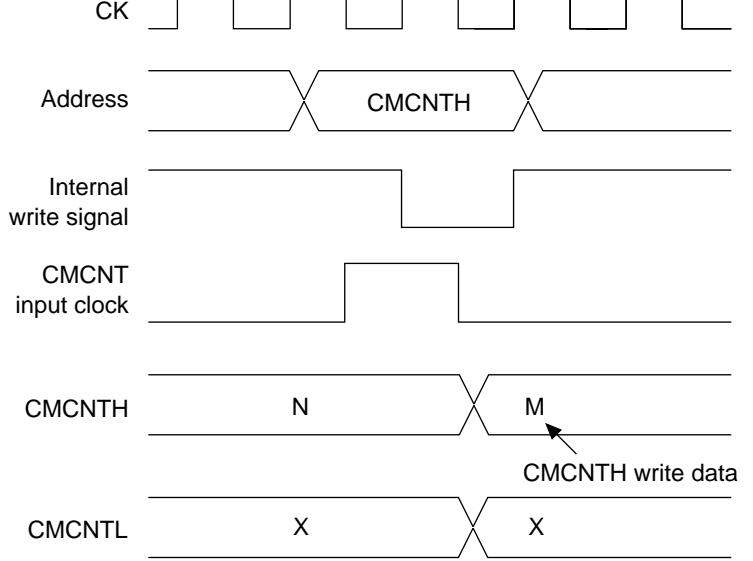 CK
Address
CMCNTH
Internal
write signal
CMCNT
input clock
CMCNTH
N
M
CMCNTH write data
CMCNTL
X
X